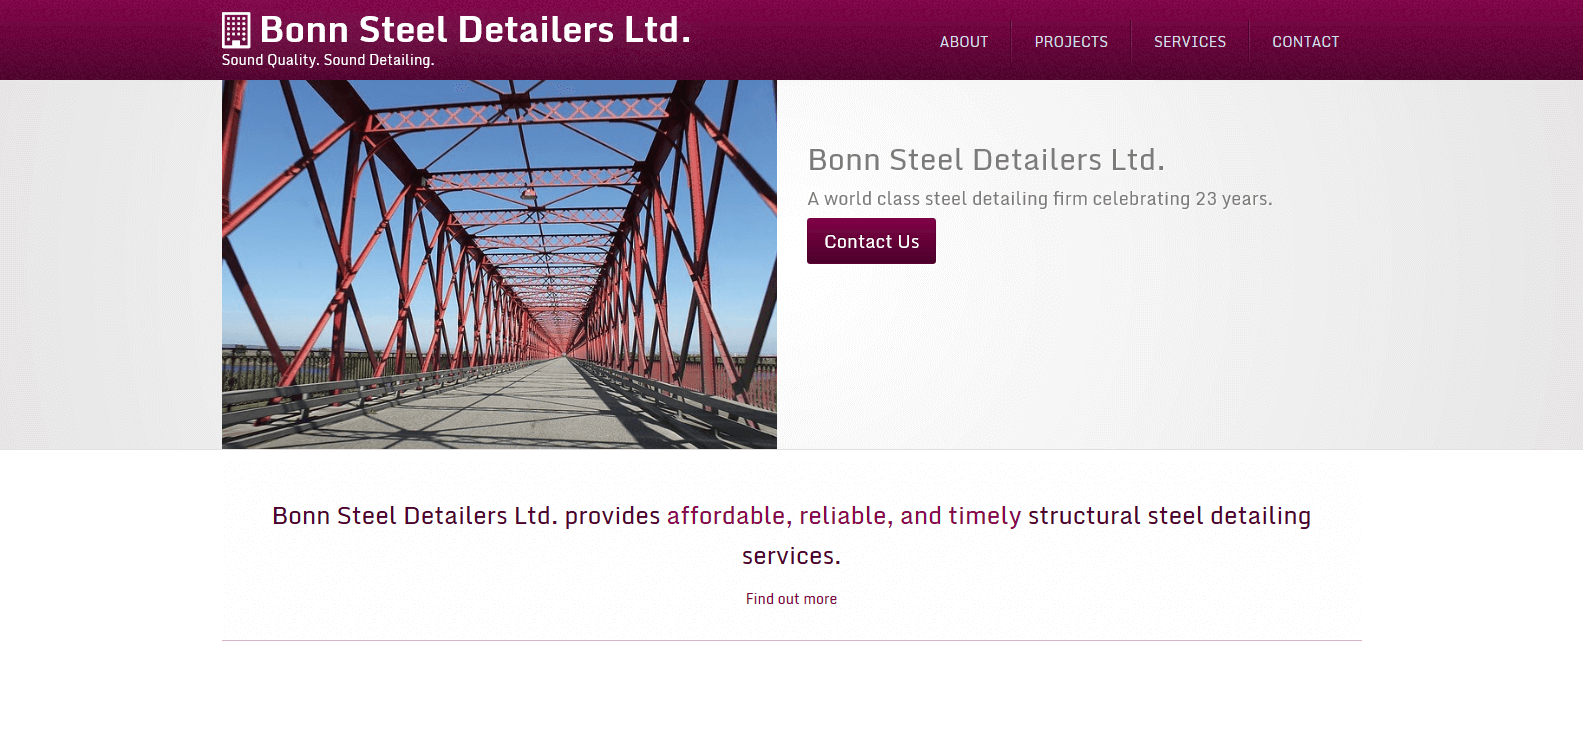 Bonn Steel Detailers Ltd.
Sound Quality. Sound Detailing.
ABOUT
PROJECTS
SERVICES
CONTACT
Bonn Steel Detailers Ltd.
A world class steel detailing firm celebrating 23 years.
Contact Us
Bonn Steel Detailers Ltd. provides affordable, reliable, and timely structural steel detailing
services.
Find out more